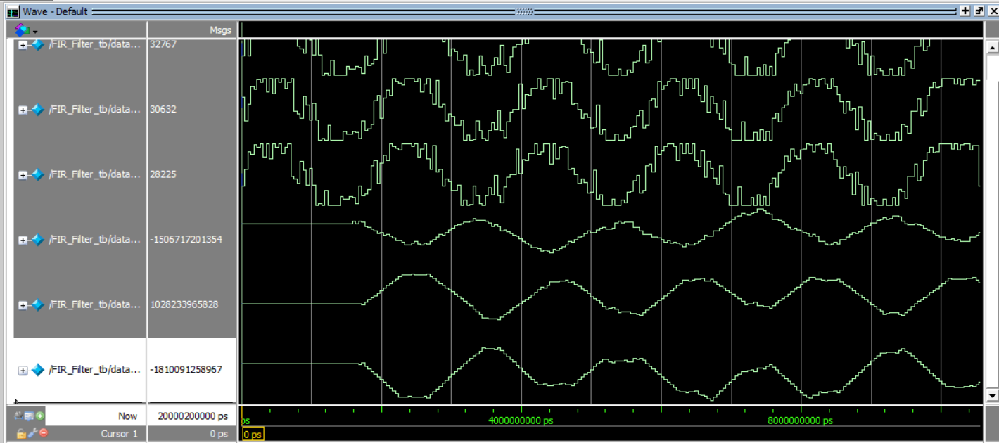 Wave - Default
Msgs
/FIR_Filter_tb/data... 32767
/FIR_Filter_tb/data... 30632
/FIR_Filter_tb/data... 28225
/FIR_Filter_tb/data... -1506717201354
/FIR_Filter_tb/data... 1028233965828
/FIR_Filter_tb/data... -1810091258967
Now 20000200000 ps ps 4000000000 ps 8000000000 ps
Cursor 1 0 ps 0 ps